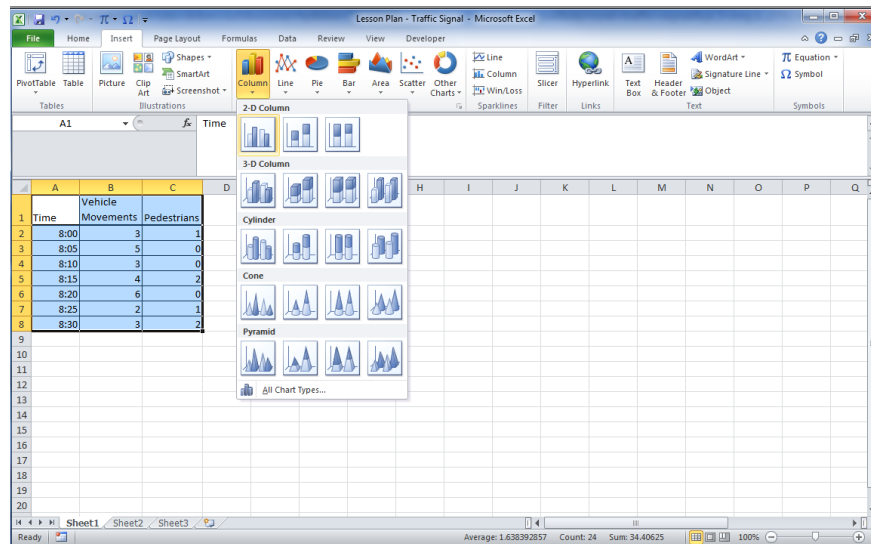 Lesson Plan - Traffic Signal - Microsoft Excel
File Home Insert Page Layout Formulas Data Review View Developer
PivotTable Table Picture Clip Art Shapes SmartArt Screenshot Column Line Pie Bar Area Scatter Other Charts Line Column Win/Loss Slicer Hyperlink Text Box Header & Footer WordArt Signature Line Object π Equation Ω Symbol
Tables Illustrations Sparklines Filter Links Text Symbols
A1 fx Time
2-D Column
3-D Column
Cylinder
Cone
Pyramid
All Chart Types...
A B C D H I J K L M N O P Q
1 Time Vehicle Movements Pedestrians
2 8:00 3 1
3 8:05 5 0
4 8:10 3 0
5 8:15 4 2
6 8:20 6 0
7 8:25 2 1
8 8:30 3 2
9
10
11
12
13
14
15
16
17
18
19
20
Sheet1 Sheet2 Sheet3
Ready Average: 1.638392857 Count: 24 Sum: 34.40625 100%